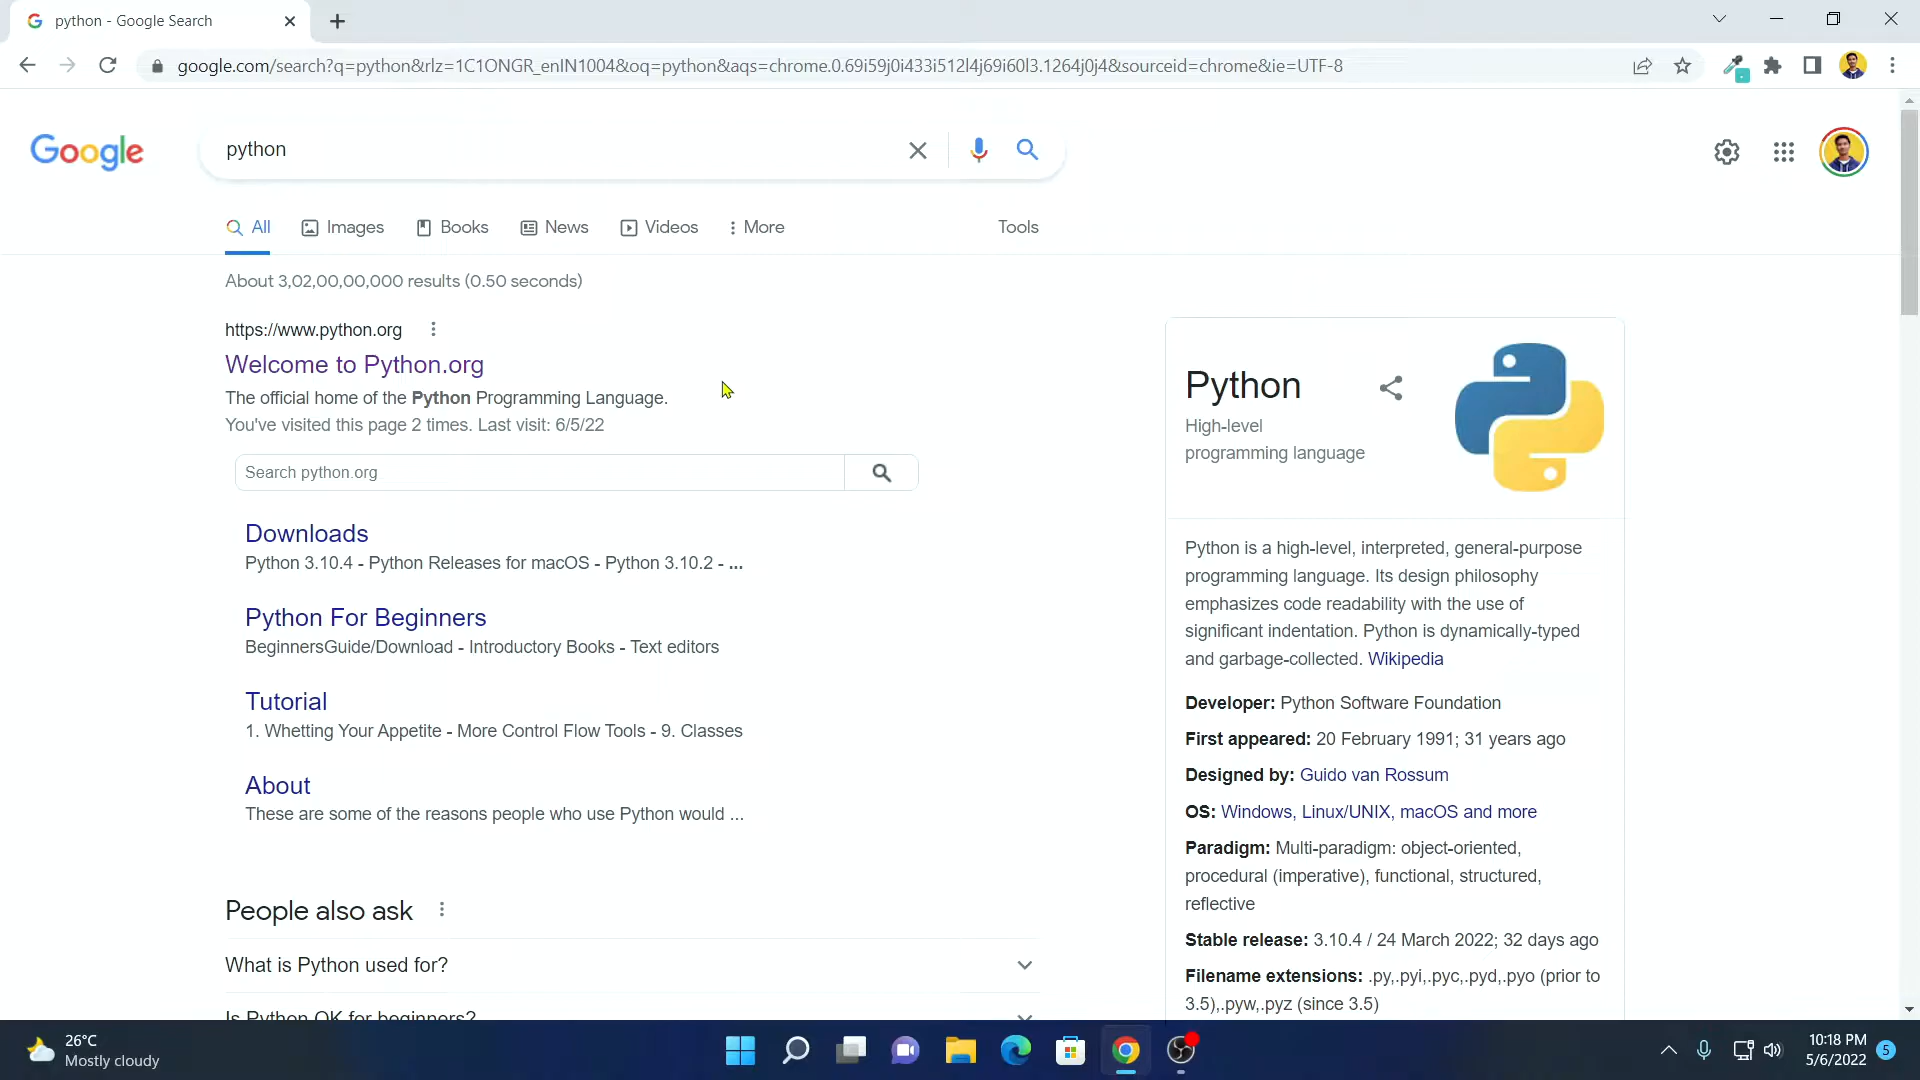 python - Google Search
google.com/search?q=python&rlz=1C1ONGR_enIN1004&oq=python&aqs=chrome.0.69i59j0i433i512l4j69i60l3.1264j0j4&sourceid=chrome&ie=UTF-8
Google
python
All
Images
Books
News
Videos
More
Tools
About 3,02,00,00,000 results (0.50 seconds)
https://www.python.org
Welcome to Python.org
The official home of the Python Programming Language.
You've visited this page 2 times. Last visit: 6/5/22
Search python.org
Downloads
Python 3.10.4 - Python Releases for macOS - Python 3.10.2 - ...
Python For Beginners
BeginnersGuide/Download - Introductory Books - Text editors
Tutorial
1. Whetting Your Appetite - More Control Flow Tools - 9. Classes
About
These are some of the reasons people who use Python would ...
People also ask
What is Python used for?
Is Python OK for beginners?
Python
High-level
programming language
Python is a high-level, interpreted, general-purpose
programming language. Its design philosophy
emphasizes code readability with the use of
significant indentation. Python is dynamically-typed
and garbage-collected. Wikipedia
Developer: Python Software Foundation
First appeared: 20 February 1991; 31 years ago
Designed by: Guido van Rossum
OS: Windows, Linux/UNIX, macOS and more
Paradigm: Multi-paradigm: object-oriented,
procedural (imperative), functional, structured,
reflective
Stable release: 3.10.4 / 24 March 2022; 32 days ago
Filename extensions: .py,.pyi,.pyc,.pyd,.pyo (prior to
3.5),.pyw,.pyz (since 3.5)
26°C
Mostly cloudy
10:18 PM
5/6/2022
5